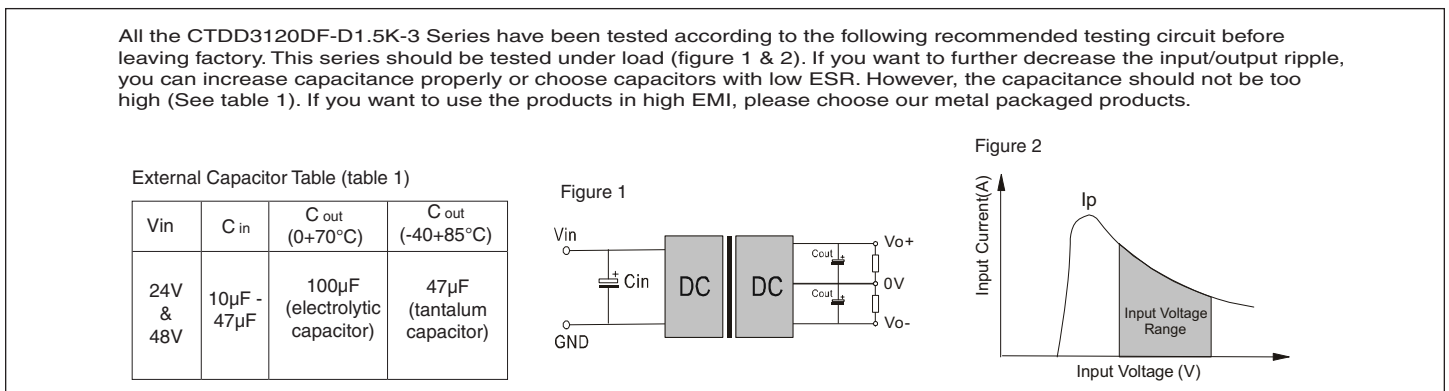 All the CTDD3120DF-D1.5K-3 Series have been tested according to the following recommended testing circuit before
leaving factory. This series should be tested under load (figure 1 & 2). If you want to further decrease the input/output ripple,
you can increase capacitance properly or choose capacitors with low ESR. However, the capacitance should not be too
high (See table 1). If you want to use the products in high EMI, please choose our metal packaged products.
External Capacitor Table (table 1)
Vin
C in
C out
(0+70°C)
C out
(-40+85°C)
24V
&
48V
10µF -
47µF
100µF
(electrolytic
capacitor)
47µF
(tantalum
capacitor)
Figure 1
Vin
+
Cin
GND
DC
DC
Cout
+
Cout
+
Vo+
0V
Vo-
Figure 2
Input Current(A)
Ip
Input Voltage
Range
Input Voltage (V)